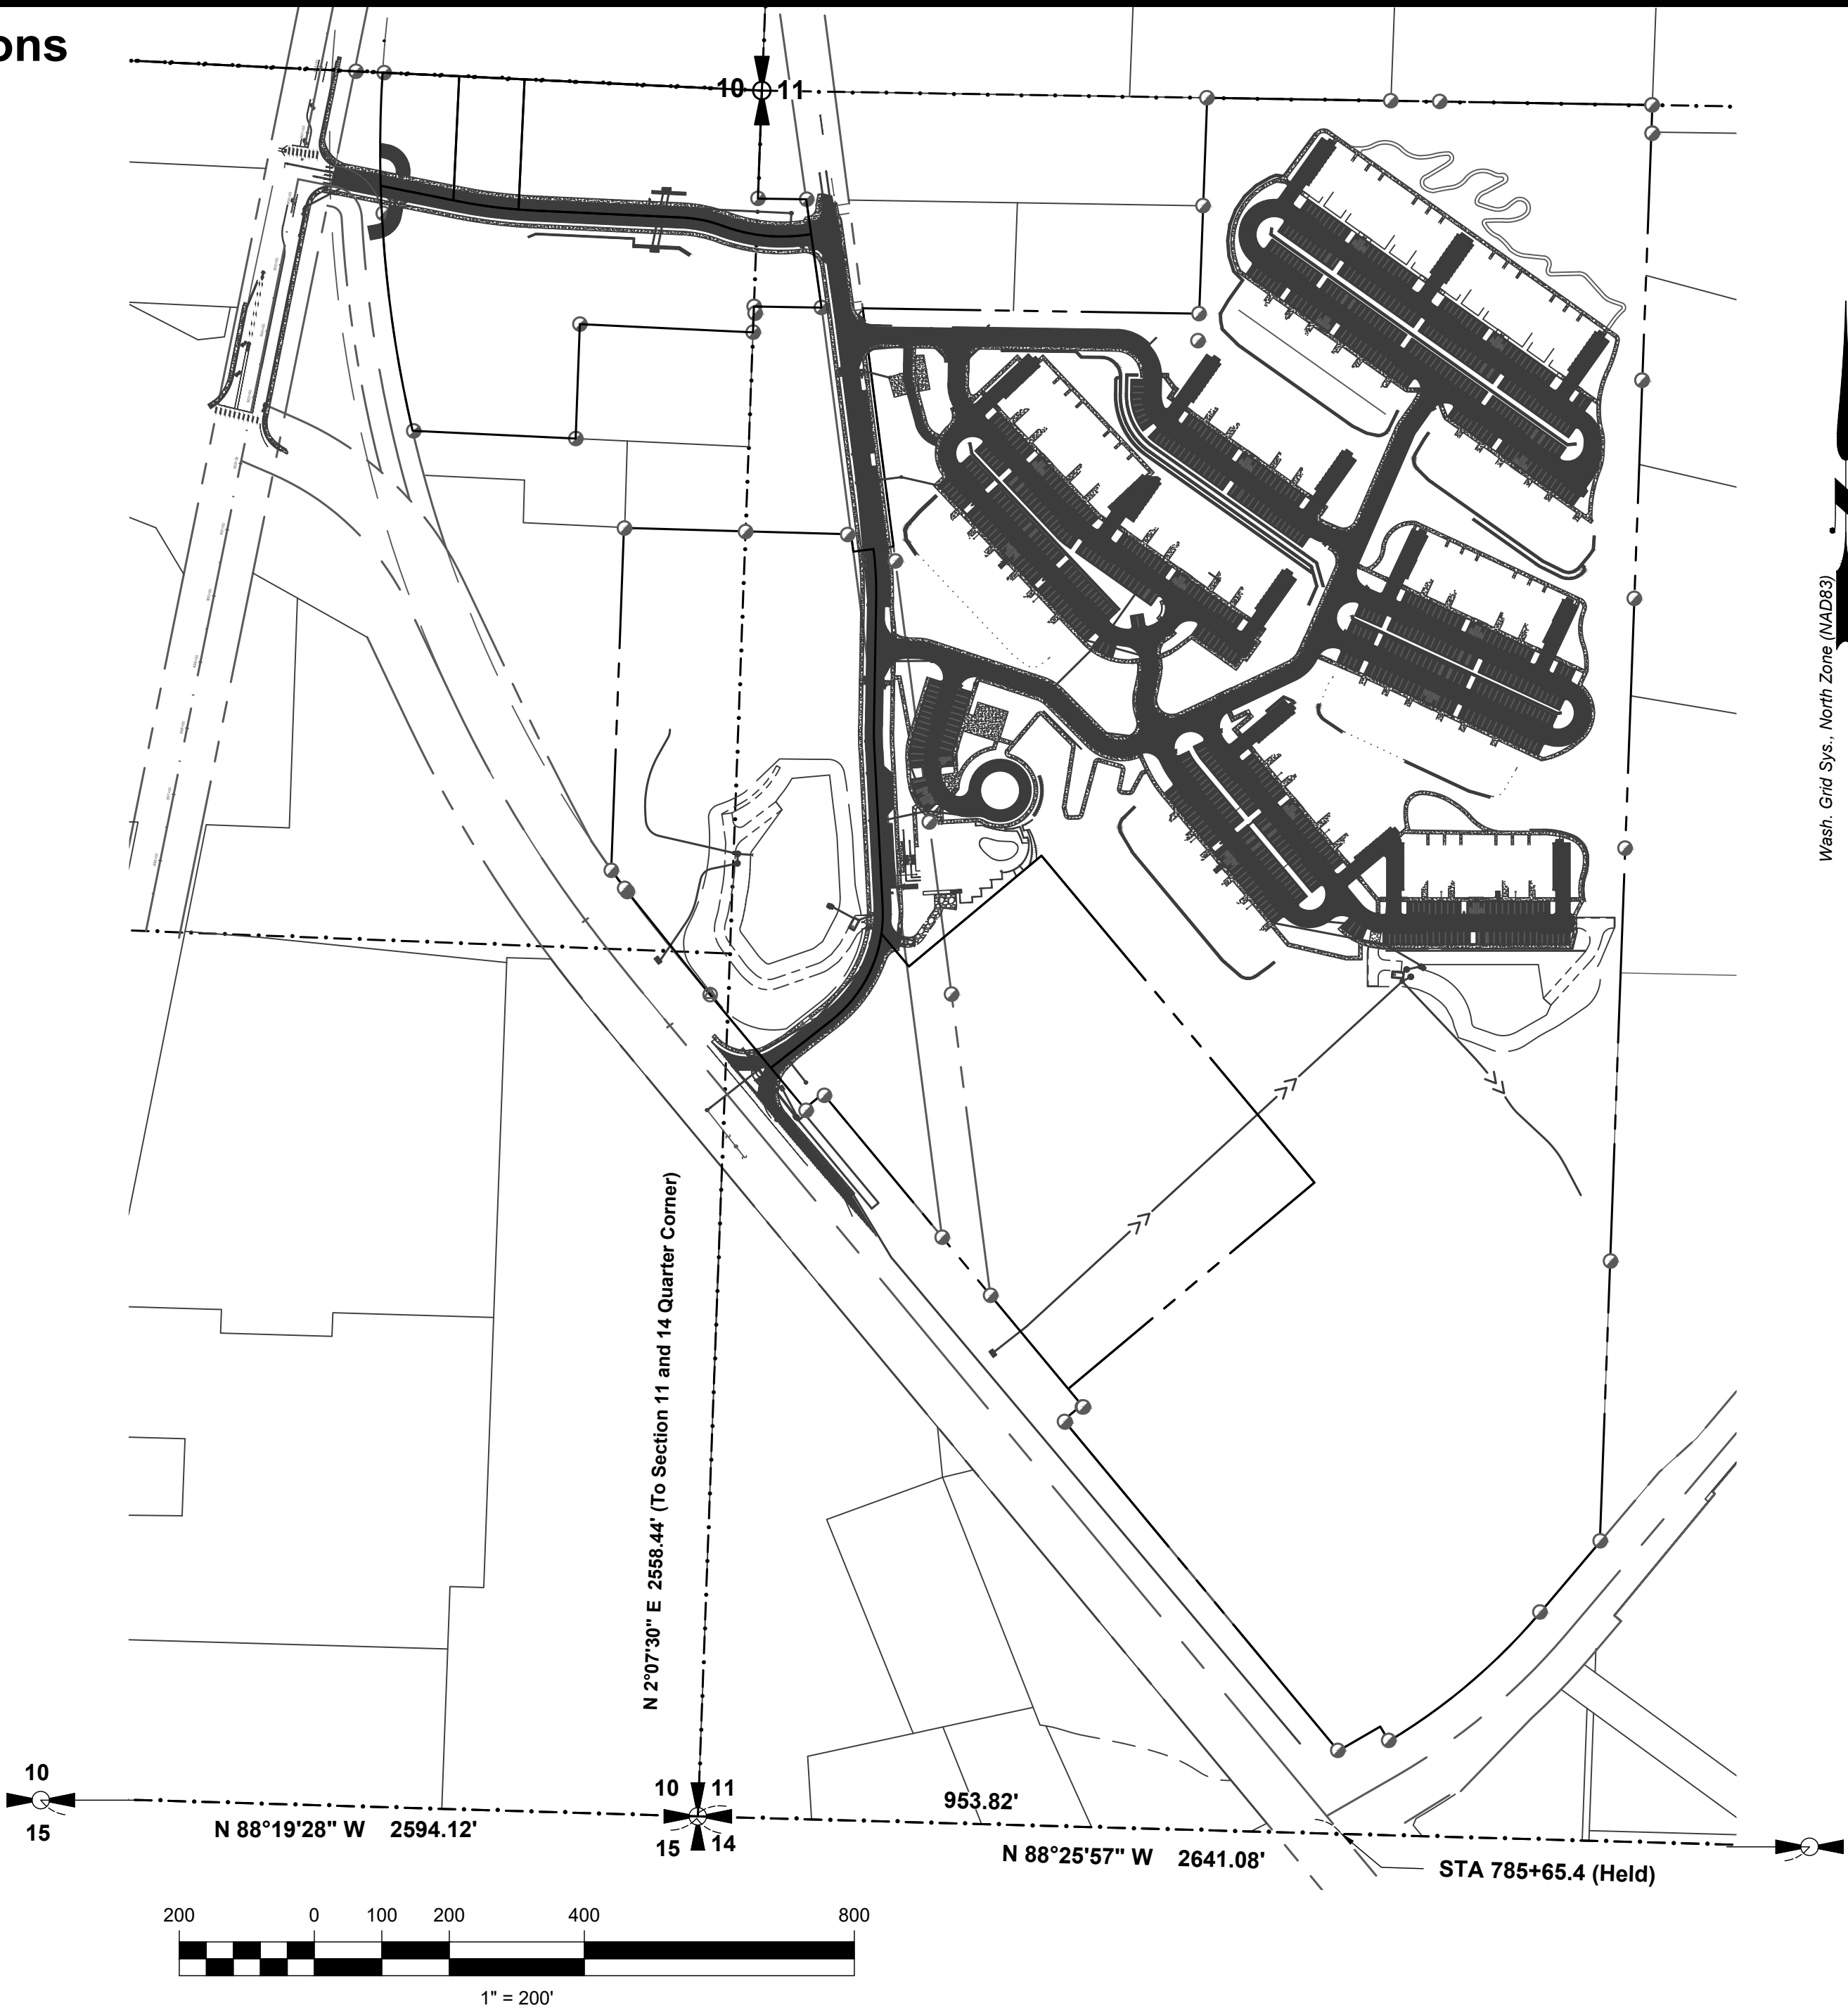 ons
10 11
Wash. Grid Sys., North Zone (NAD83)
N 2°07'30" E 2558.44' (To Section 11 and 14 Quarter Corner)
10
15
10 11
15 14
953.82'
N 88°19'28" W 2594.12'
N 88°25'57" W 2641.08'
STA 785+65.4 (Held)
200 0 100 200 400 800
1" = 200'